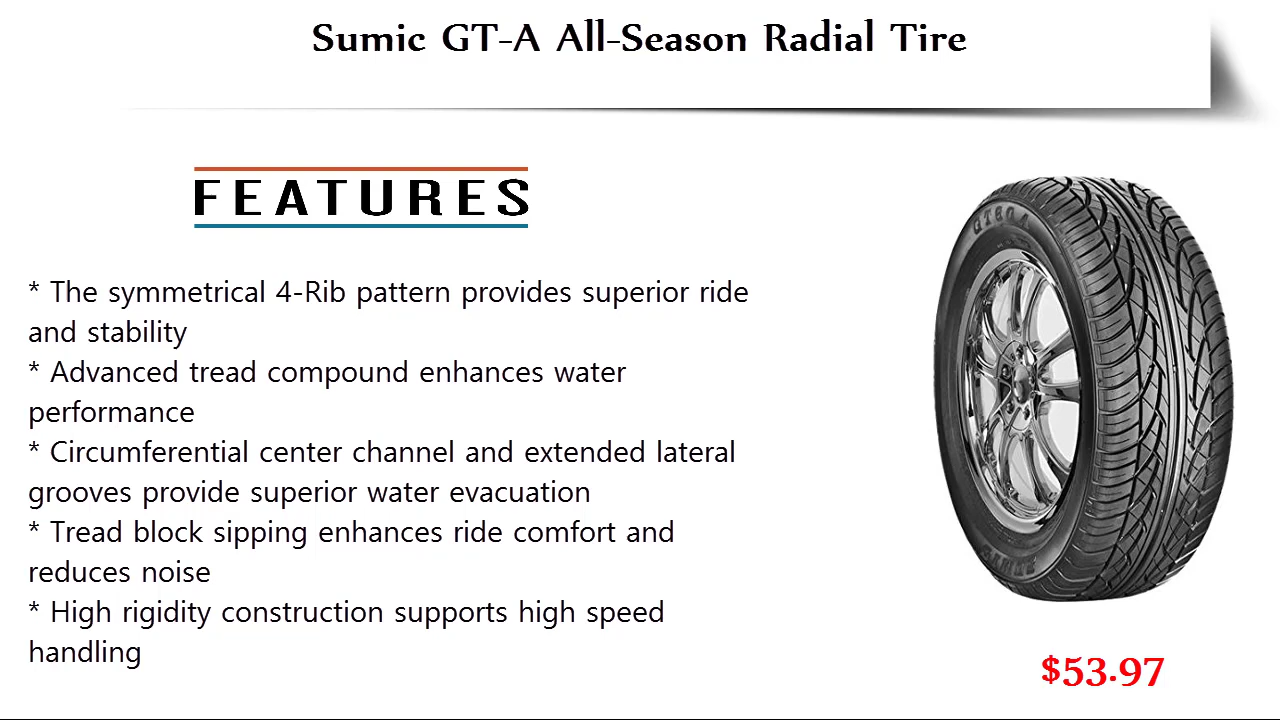 Sumic GT-A All-Season Radial Tire
FEATURES
* The symmetrical 4-Rib pattern provides superior ride
and stability
* Advanced tread compound enhances water
performance
* Circumferential center channel and extended lateral
grooves provide superior water evacuation
* Tread block sipping enhances ride comfort and
reduces noise
* High rigidity construction supports high speed
handling
$53.97